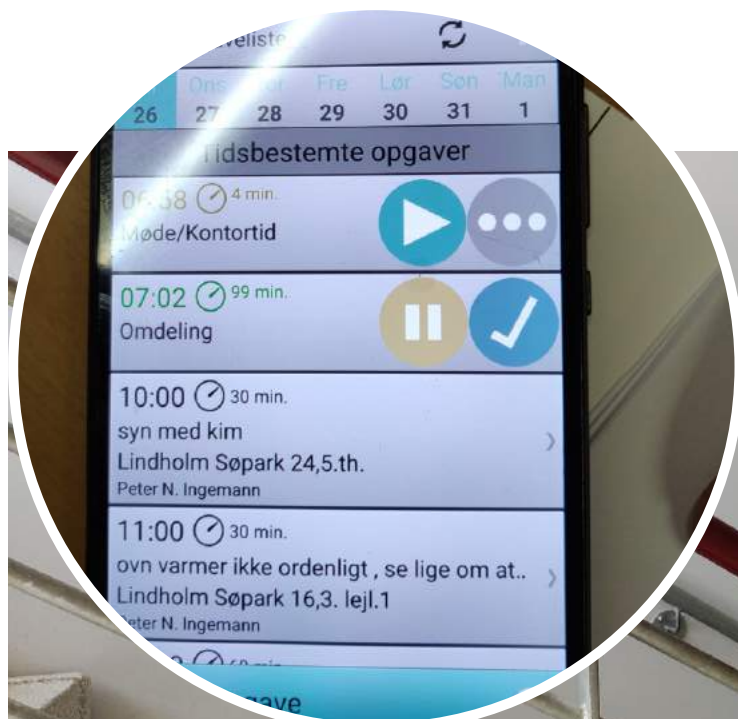 Ons Fre Lør Søn Man
26 27 28 29 30 31 1
Tidsbestemte opgaver
4 min.
Møde/Kontortid
07:02 99 min.
Omdeling
10:00 30 min.
syn med kim
Lindholm Søpark 24,5.th.
Peter N. Ingemann
11:00 30 min.
ovn varmer ikke ordenligt , se lige om at..
Lindholm Søpark 16,3. lejl.1
Peter N. Ingemann